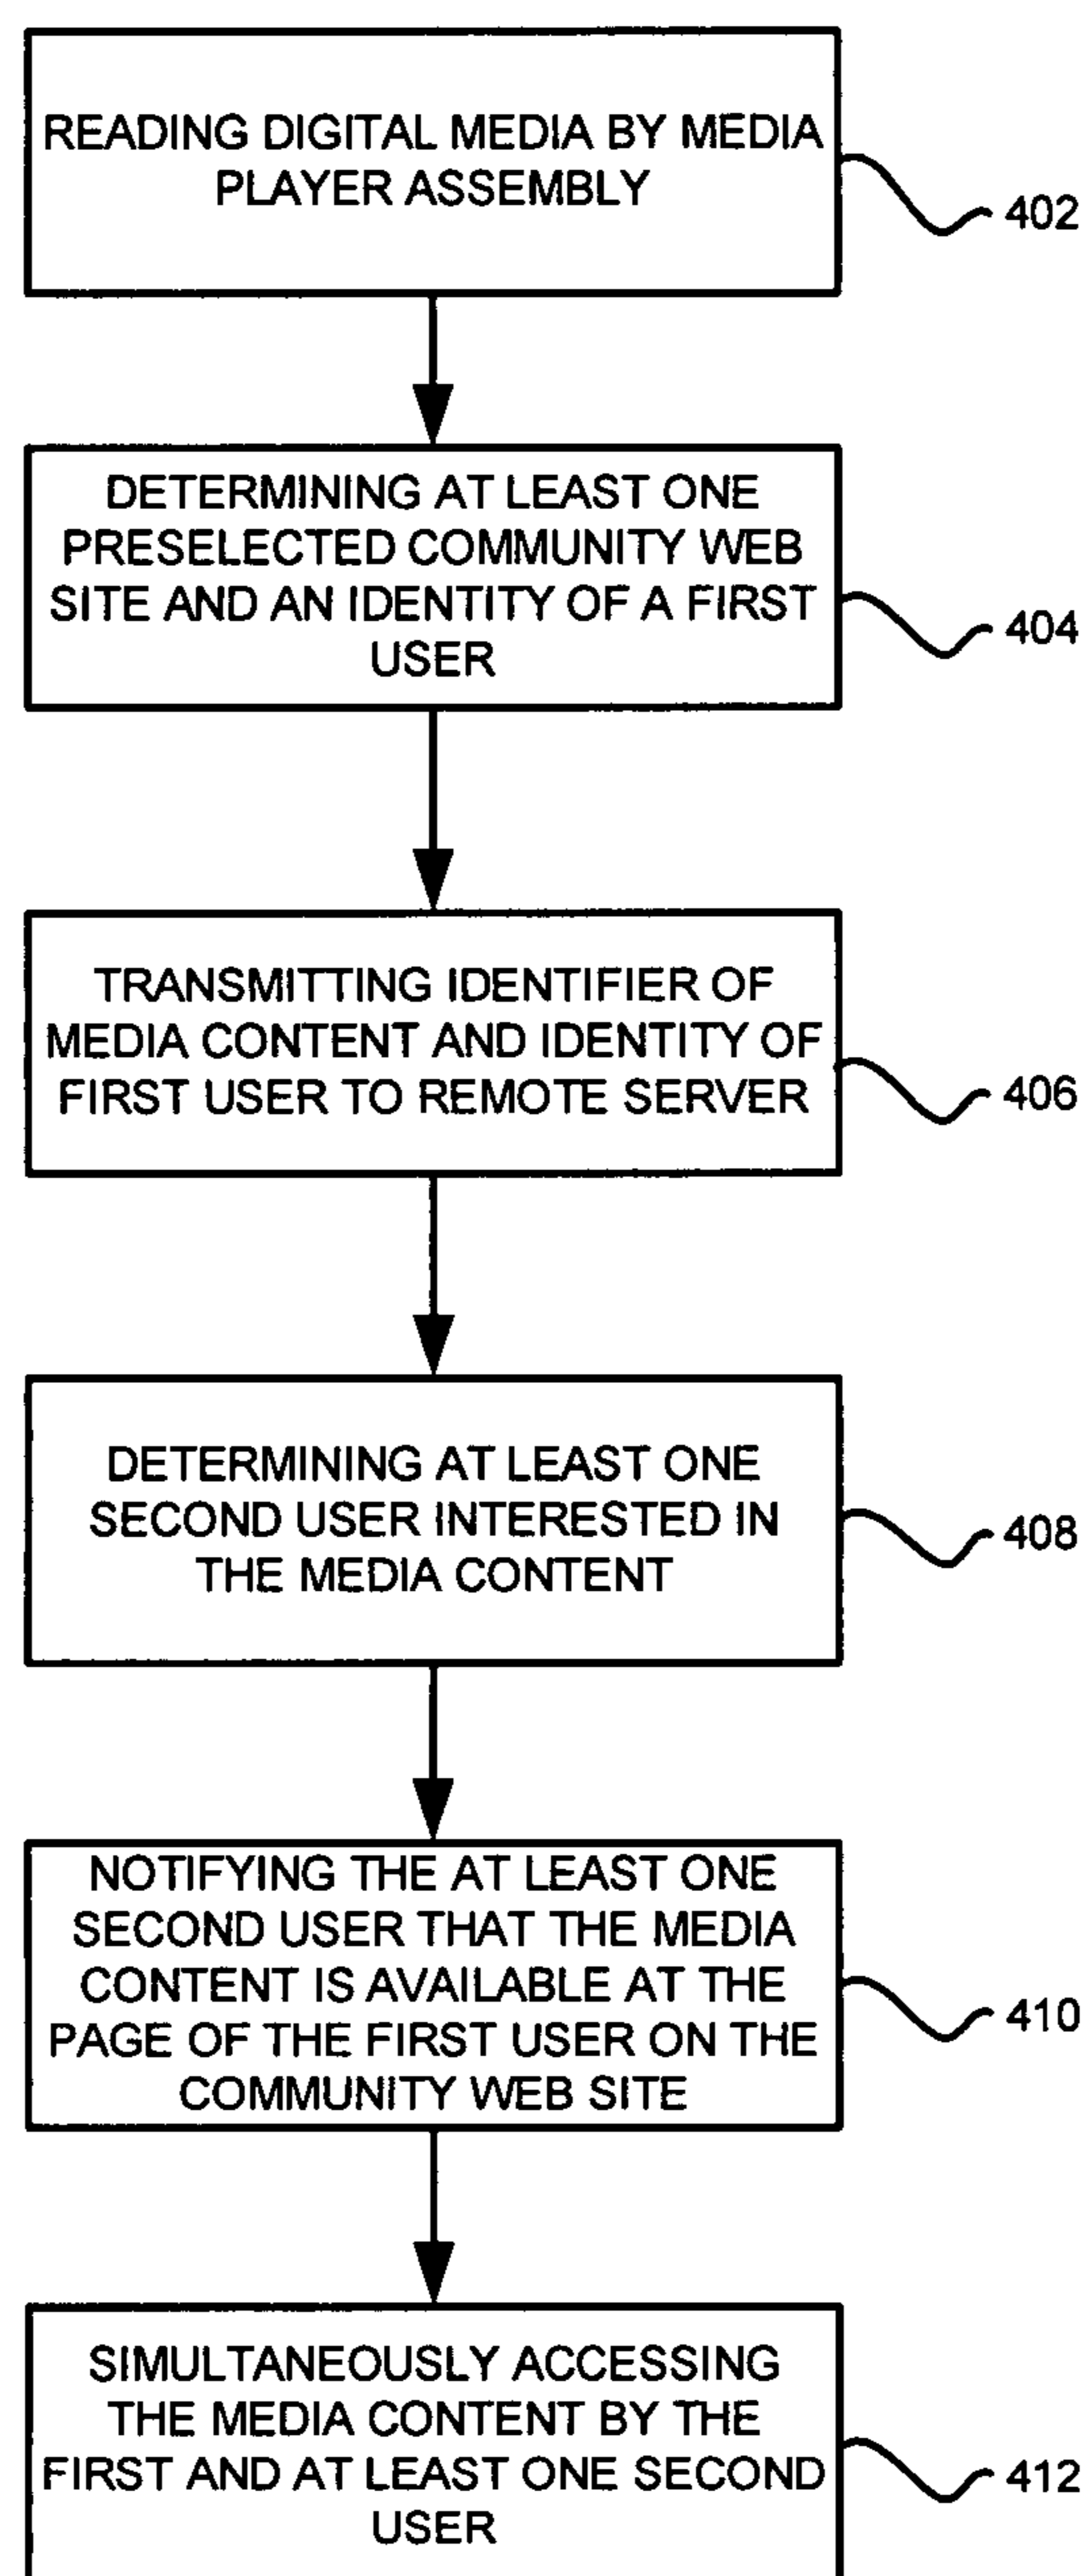 READING DIGITAL MEDIA BY MEDIA
PLAYER ASSEMBLY
402
DETERMINING AT LEAST ONE
PRESELECTED COMMUNITY WEB
SITE AND AN IDENTITY OF A FIRST
USER
404
TRANSMITTING IDENTIFIER OF
MEDIA CONTENT AND IDENTITY OF
FIRST USER TO REMOTE SERVER
406
DETERMINING AT LEAST ONE
SECOND USER INTERESTED IN
THE MEDIA CONTENT
408
NOTIFYING THE AT LEAST ONE
SECOND USER THAT THE MEDIA
CONTENT IS AVAILABLE AT THE
PAGE OF THE FIRST USER ON THE
COMMUNITY WEB SITE
410
SIMULTANEOUSLY ACCESSING
THE MEDIA CONTENT BY THE
FIRST AND AT LEAST ONE SECOND
USER
412